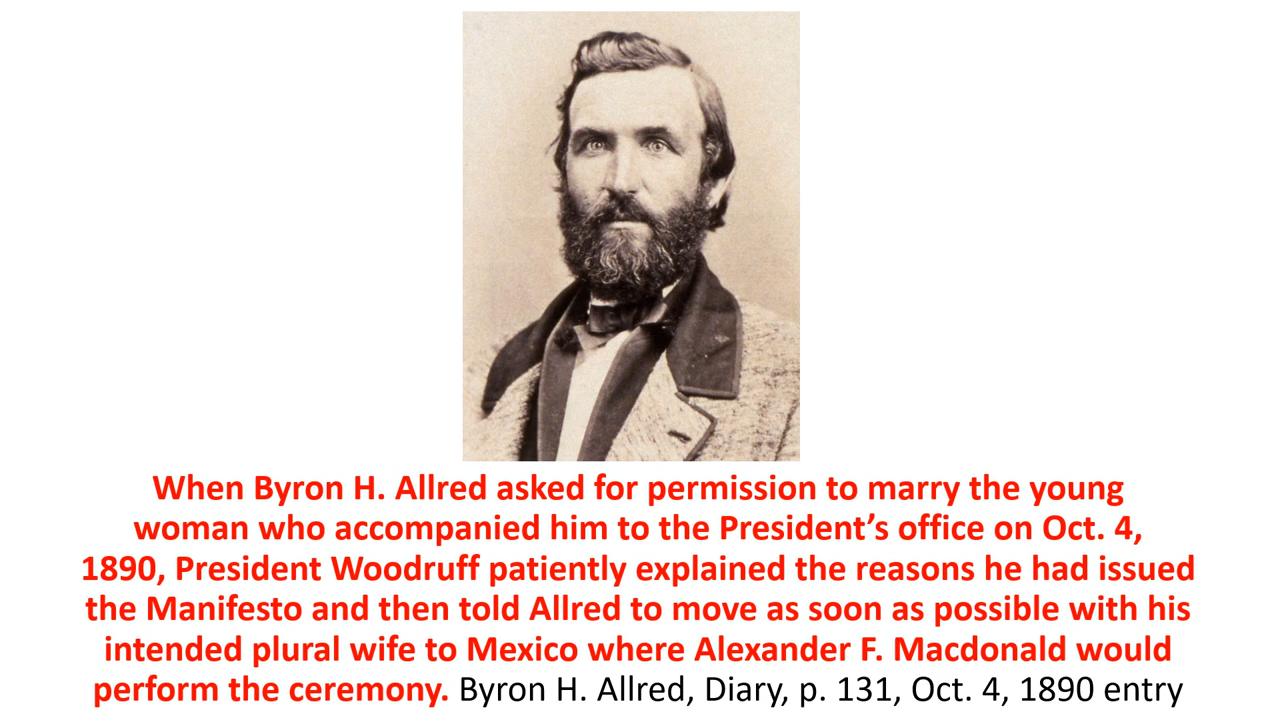 When Byron H. Allred asked for permission to marry the young
woman who accompanied him to the President’s office on Oct. 4,
1890, President Woodruff patiently explained the reasons he had issued
the Manifesto and then told Allred to move as soon as possible with his
intended plural wife to Mexico where Alexander F. Macdonald would
perform the ceremony. Byron H. Allred, Diary, p. 131, Oct. 4, 1890 entry